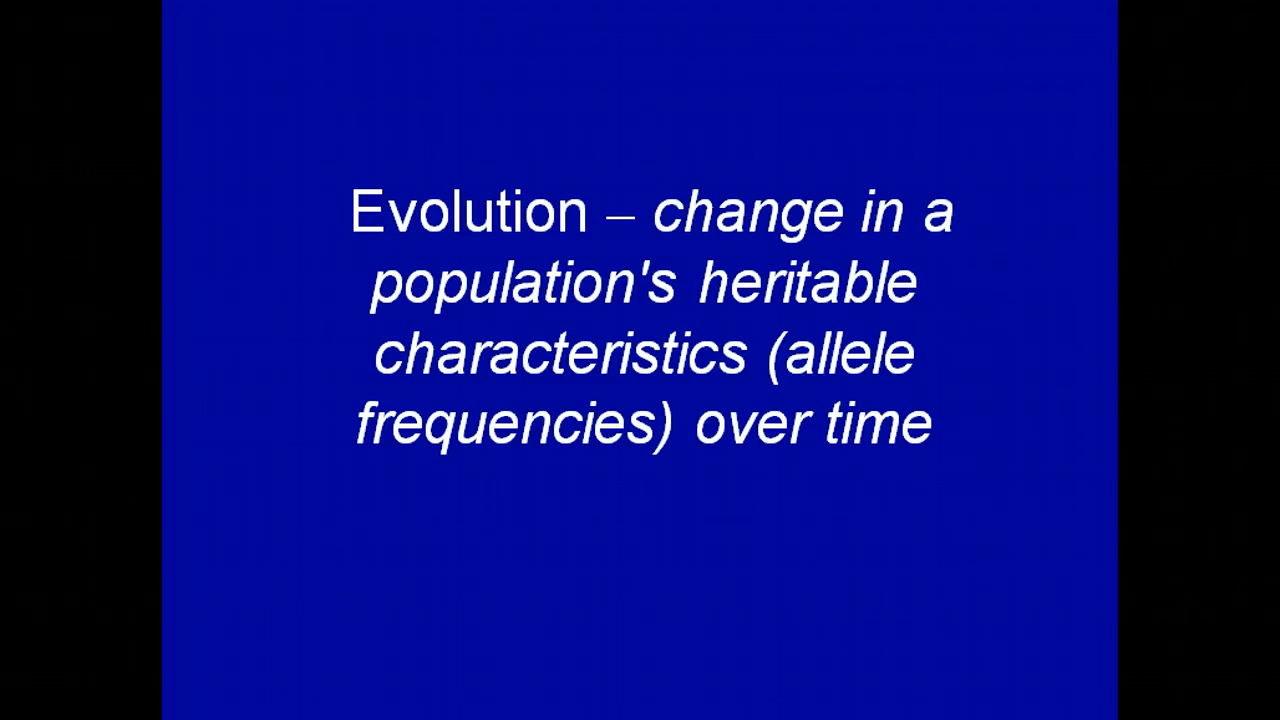 Evolution – change in a
population's heritable
characteristics (allele
frequencies) over time